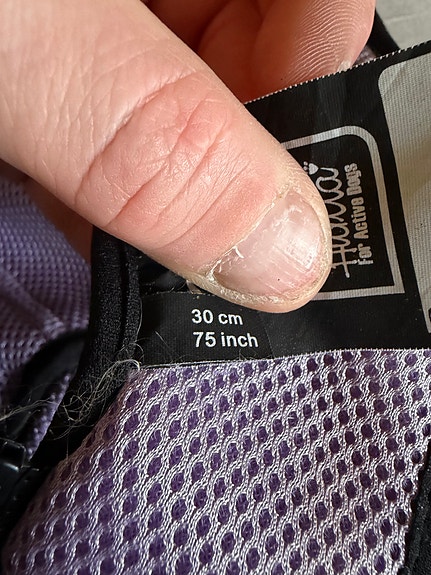 30 cm
75 inch
For Active Dogs